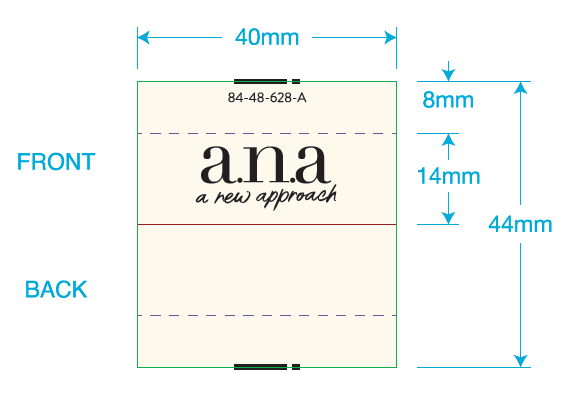 40mm
84-48-628-A
8mm
FRONT
a.n.a
14mm
a new approach
44mm
BACK